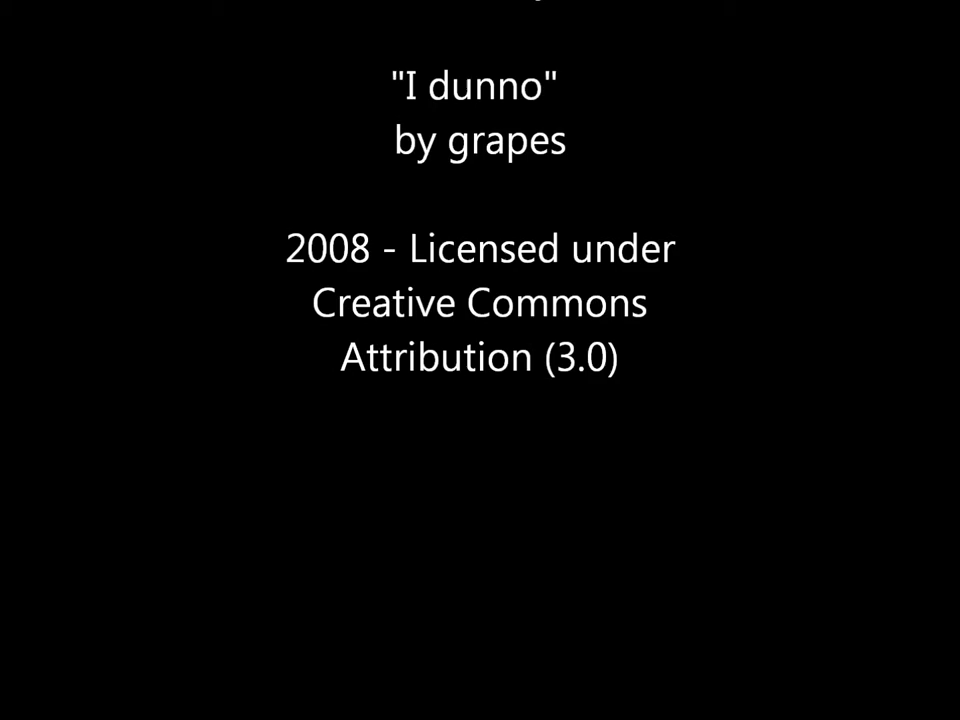 "I dunno"
by grapes
2008 - Licensed under
Creative Commons
Attribution (3.0)